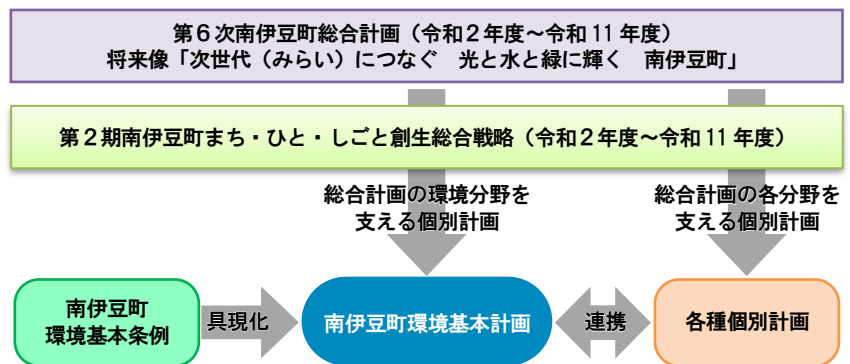 第６次南伊豆町総合計画（令和２年度～令和 11 年度）
将来像「次世代（みらい）につなぐ　光と水と緑に輝く　南伊豆町」
第２期南伊豆町まち・ひと・しごと創生総合戦略（令和２年度～令和 11 年度）
総合計画の環境分野を
支える個別計画
総合計画の各分野を
支える個別計画
南伊豆町
環境基本条例
具現化
南伊豆町環境基本計画
連携
各種個別計画